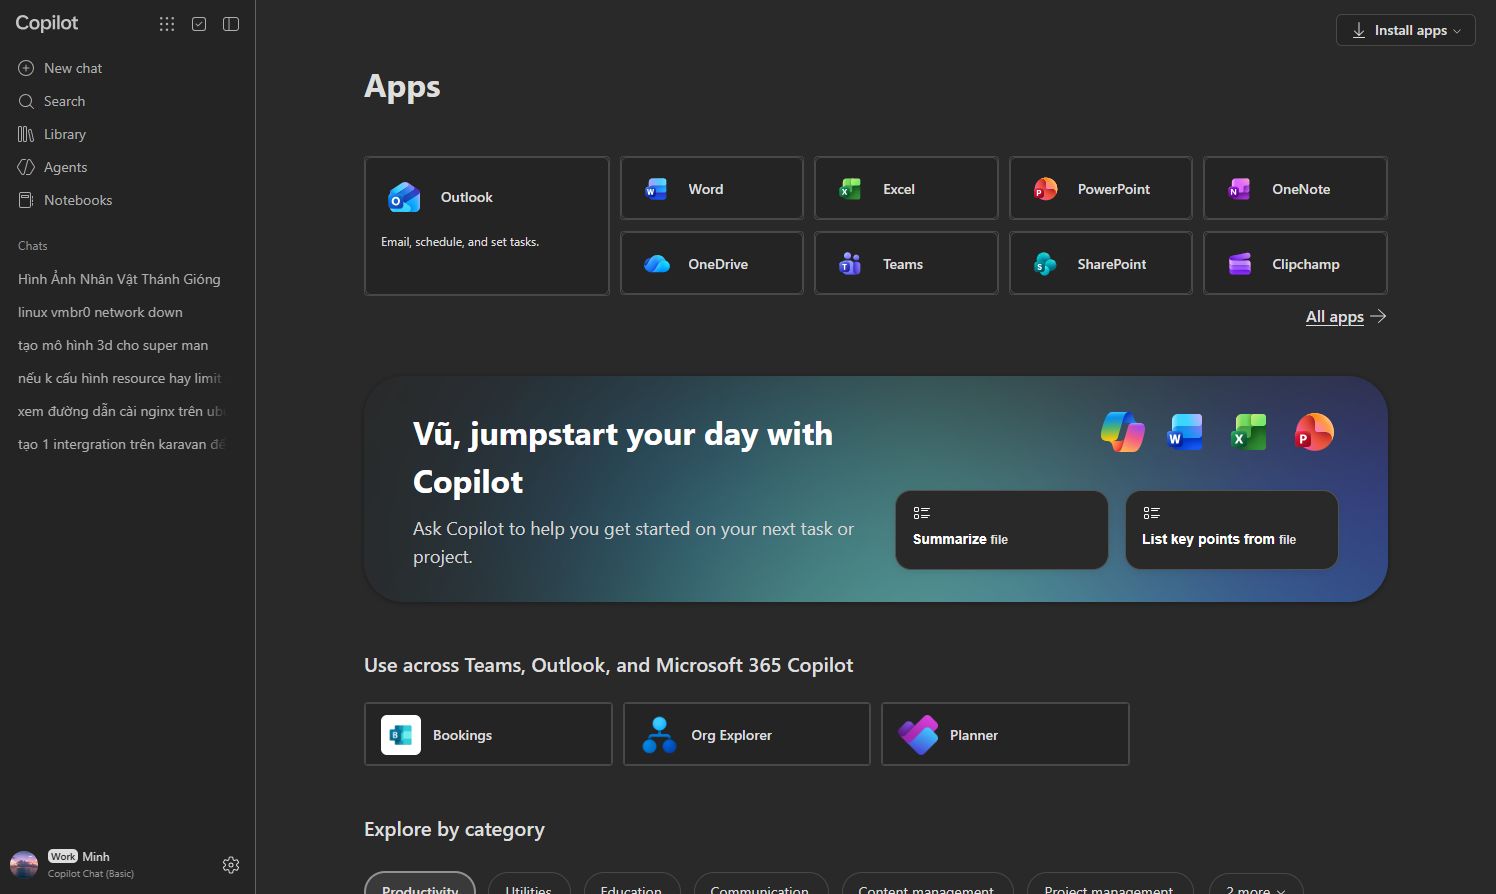 Copilot
New chat
Search
Library
Agents
Notebooks
Chats
Hình Ảnh Nhân Vật Thánh Gióng
linux vmbr0 network down
tạo mô hình 3d cho super man
nếu k cấu hình resource hay limit
xem đường dẫn cài nginx trên ub
tạo 1 intergration trên karavan để
Work Minh
Copilot Chat (Basic)
Install apps
Apps
Outlook
Email, schedule, and set tasks.
Word
Excel
PowerPoint
OneNote
OneDrive
Teams
SharePoint
Clipchamp
All apps
Vũ, jumpstart your day with
Copilot
Ask Copilot to help you get started on your next task or
project.
Summarize file
List key points from file
Use across Teams, Outlook, and Microsoft 365 Copilot
Bookings
Org Explorer
Planner
Explore by category
Productivity
Utilities
Education
Communication
Content management
Project management
2 more